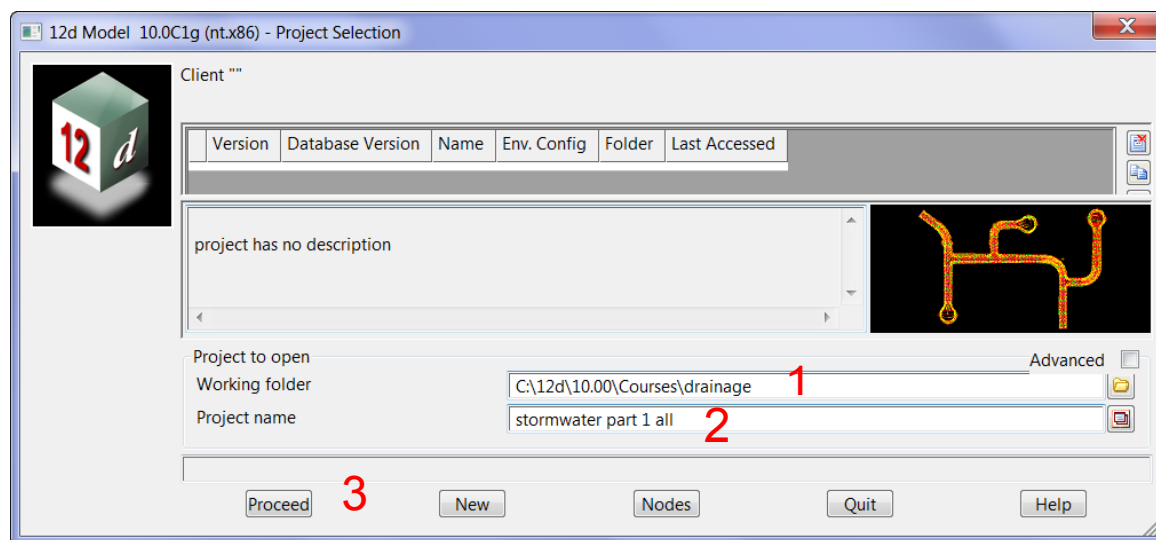 12d Model 10.0C1g (nt.x86) - Project Selection
X
12 d
Client ""
Version Database Version Name Env. Config Folder Last Accessed
project has no description
Project to open
Advanced
Working folder C:\12d\10.00\Courses\drainage 1
Project name stormwater part 1 all 2
Proceed 3 New Nodes Quit Help